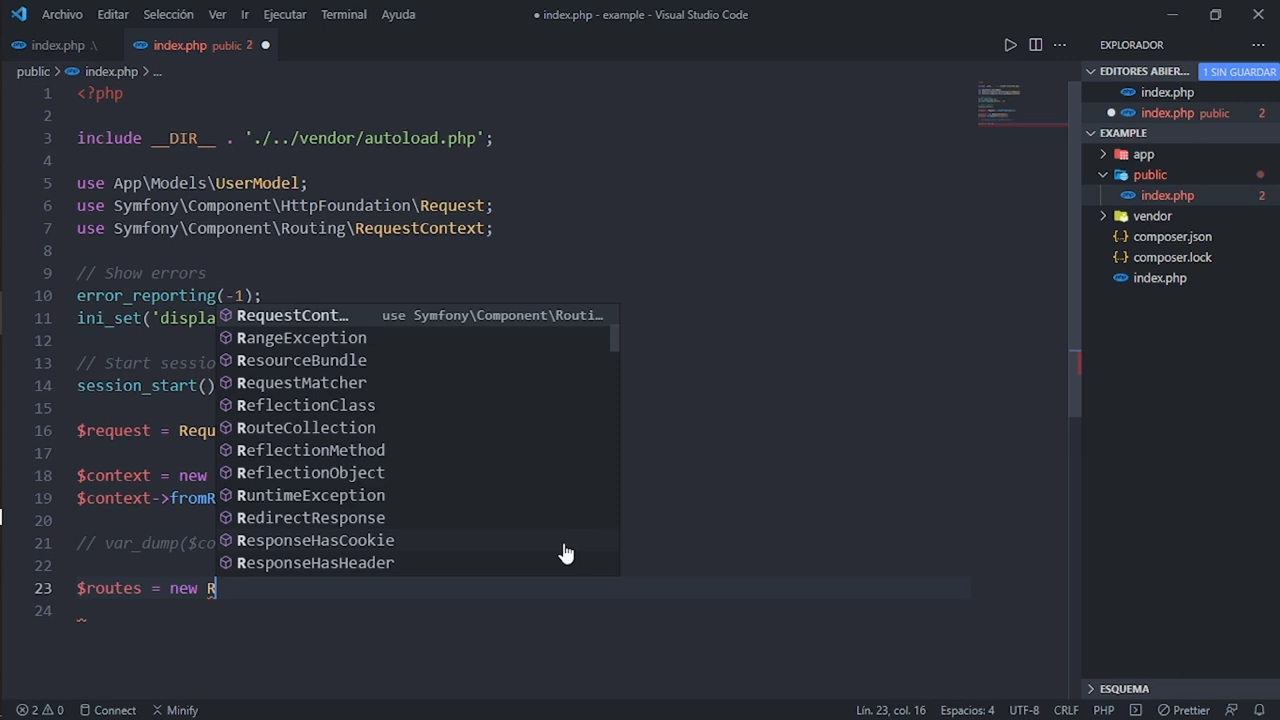 Archivo Editar Selección Ver Ir Ejecutar Terminal Ayuda
● index.php - example - Visual Studio Code
index.php .\
index.php public 2 ●
public > index.php > ...
1 <?php
2
3 include __DIR__ . './../vendor/autoload.php';
4
5 use App\Models\UserModel;
6 use Symfony\Component\HttpFoundation\Request;
7 use Symfony\Component\Routing\RequestContext;
8
9 // Show errors
10 error_reporting(-1);
11 ini_set('displa
12
13 // Start sessio
14 session_start()
15
16 $request = Requ
17
18 $context = new
19 $context->fromR
20
21 // var_dump($co
22
23 $routes = new R
24
RequestCont... use Symfony\Component\Routi...
RangeException
ResourceBundle
RequestMatcher
ReflectionClass
RouteCollection
ReflectionMethod
ReflectionObject
RuntimeException
RedirectResponse
ResponseHasCookie
ResponseHasHeader
EXPLORADOR
EDITORES ABIER... 1 SIN GUARDAR
index.php
● index.php public 2
EXAMPLE
app
public
index.php 2
vendor
{..} composer.json
{..} composer.lock
index.php
ESQUEMA
2 0 Connect Minify
Lín. 23, col. 16 Espacios: 4 UTF-8 CRLF PHP Prettier